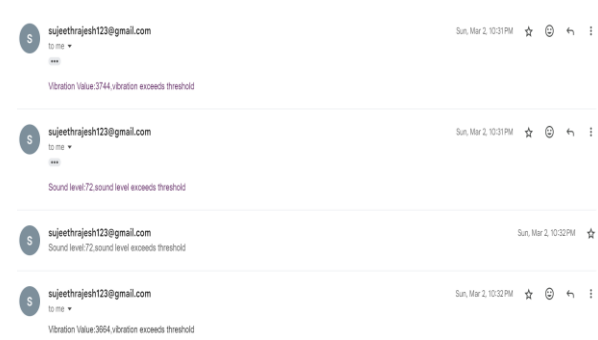 sujeethrajesh123@gmail.com
Sun, Mar 2, 10:31 PM
to me
Vibration Value:3744,vibration exceeds threshold
S
sujeethrajesh123@gmail.com
Sun, Mar 2, 10:31 PM
to me
Sound level:72,sound level exceeds threshold
S
sujeethrajesh123@gmail.com
Sun, Mar 2, 10:32 PM
Sound level:72,sound level exceeds threshold
S
sujeethrajesh123@gmail.com
Sun, Mar 2, 10:32 PM
to me
Vibration Value:3664,vibration exceeds threshold
S